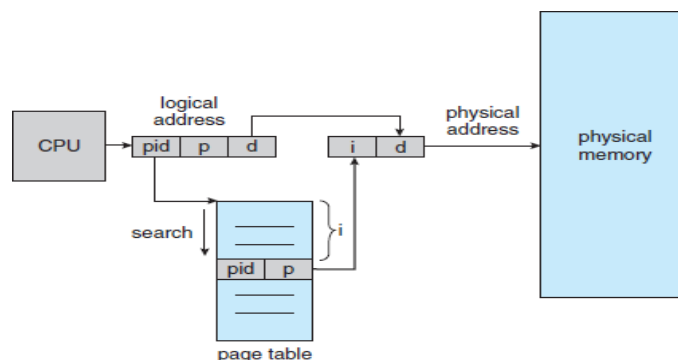 logical
address
physical
address
CPU
pid p d
i d
physical
memory
search
i
pid p
page table